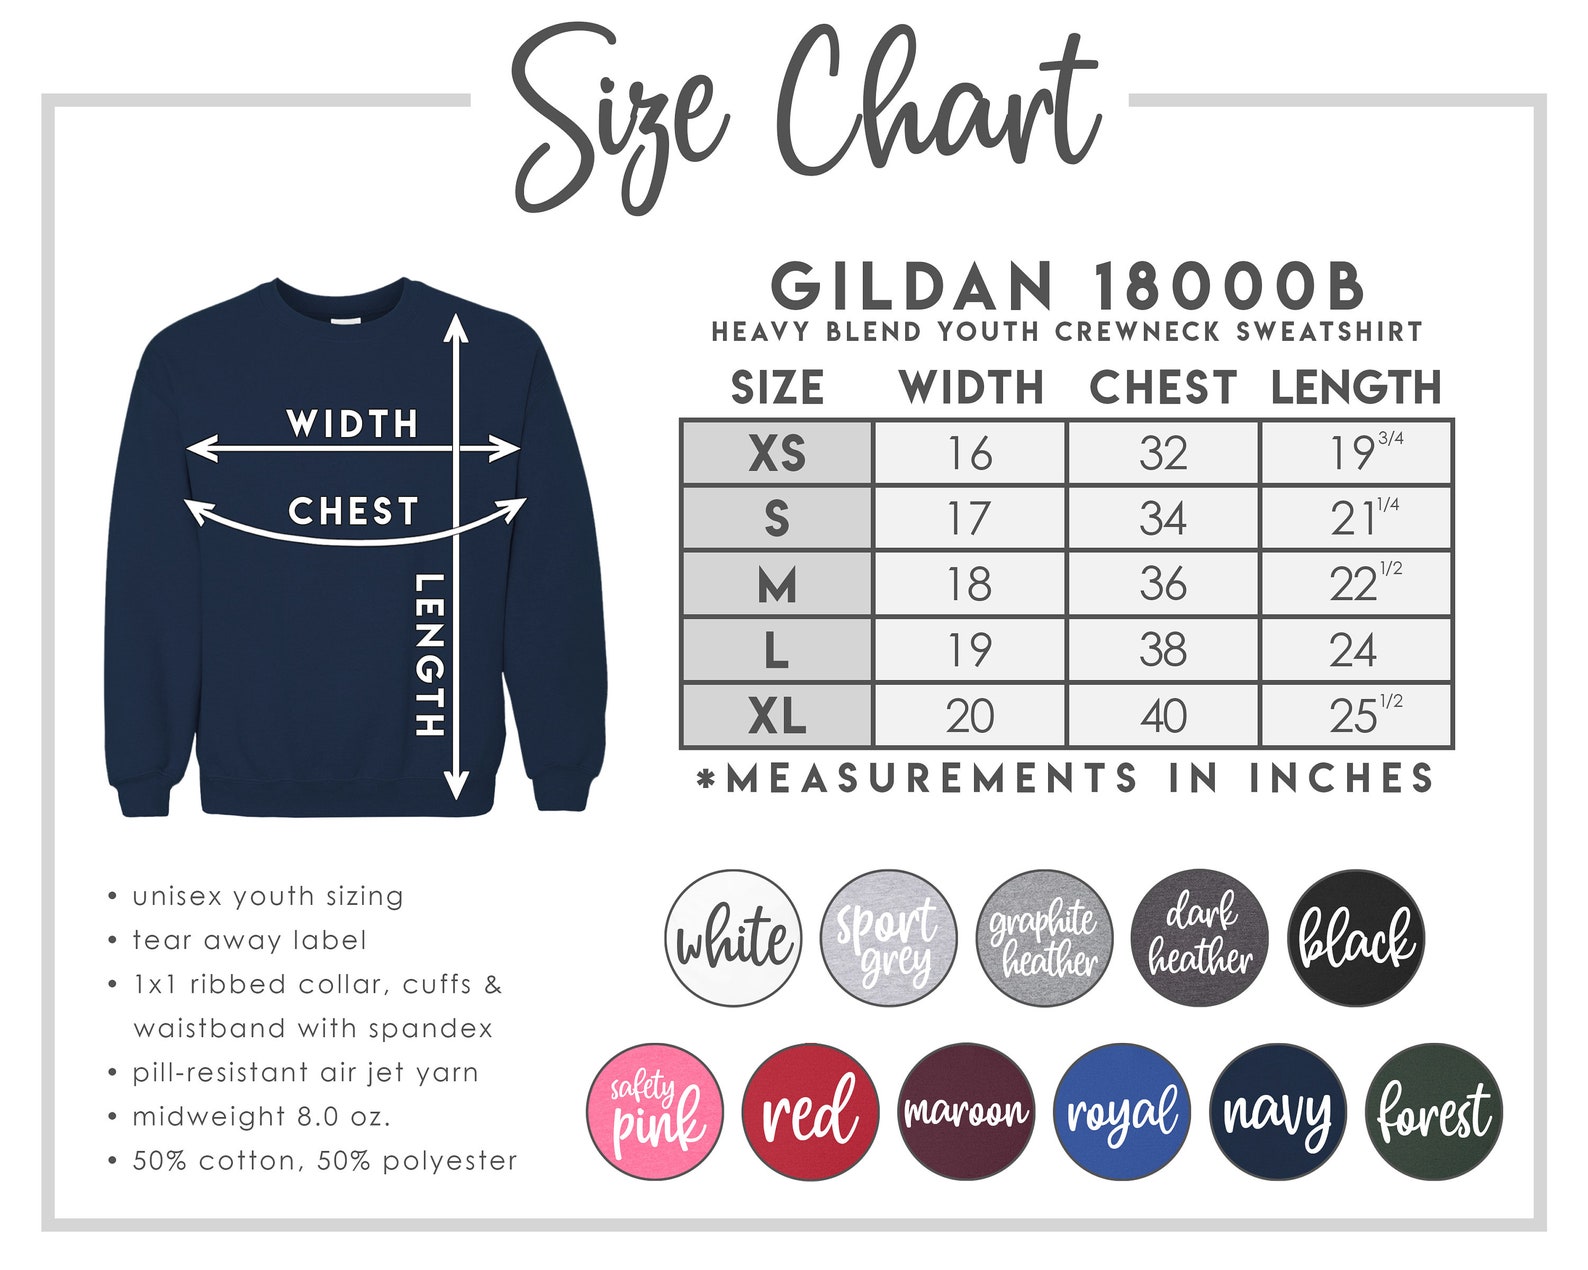 Size Chart
GILDAN 18000B
HEAVY BLEND YOUTH CREWNECK SWEATSHIRT
SIZE WIDTH CHEST LENGTH
XS 16 32 19 3/4
S 17 34 21 1/4
M 18 36 22 1/2
L 19 38 24
XL 20 40 25 1/2
*MEASUREMENTS IN INCHES
WIDTH
CHEST
LENGTH
• unisex youth sizing
• tear away label
• 1x1 ribbed collar, cuffs &
waistband with spandex
• pill-resistant air jet yarn
• midweight 8.0 oz.
• 50% cotton, 50% polyester
white
sport
grey
graphite
heather
dark
heather
black
safety
pink
red
maroon
royal
navy
forest